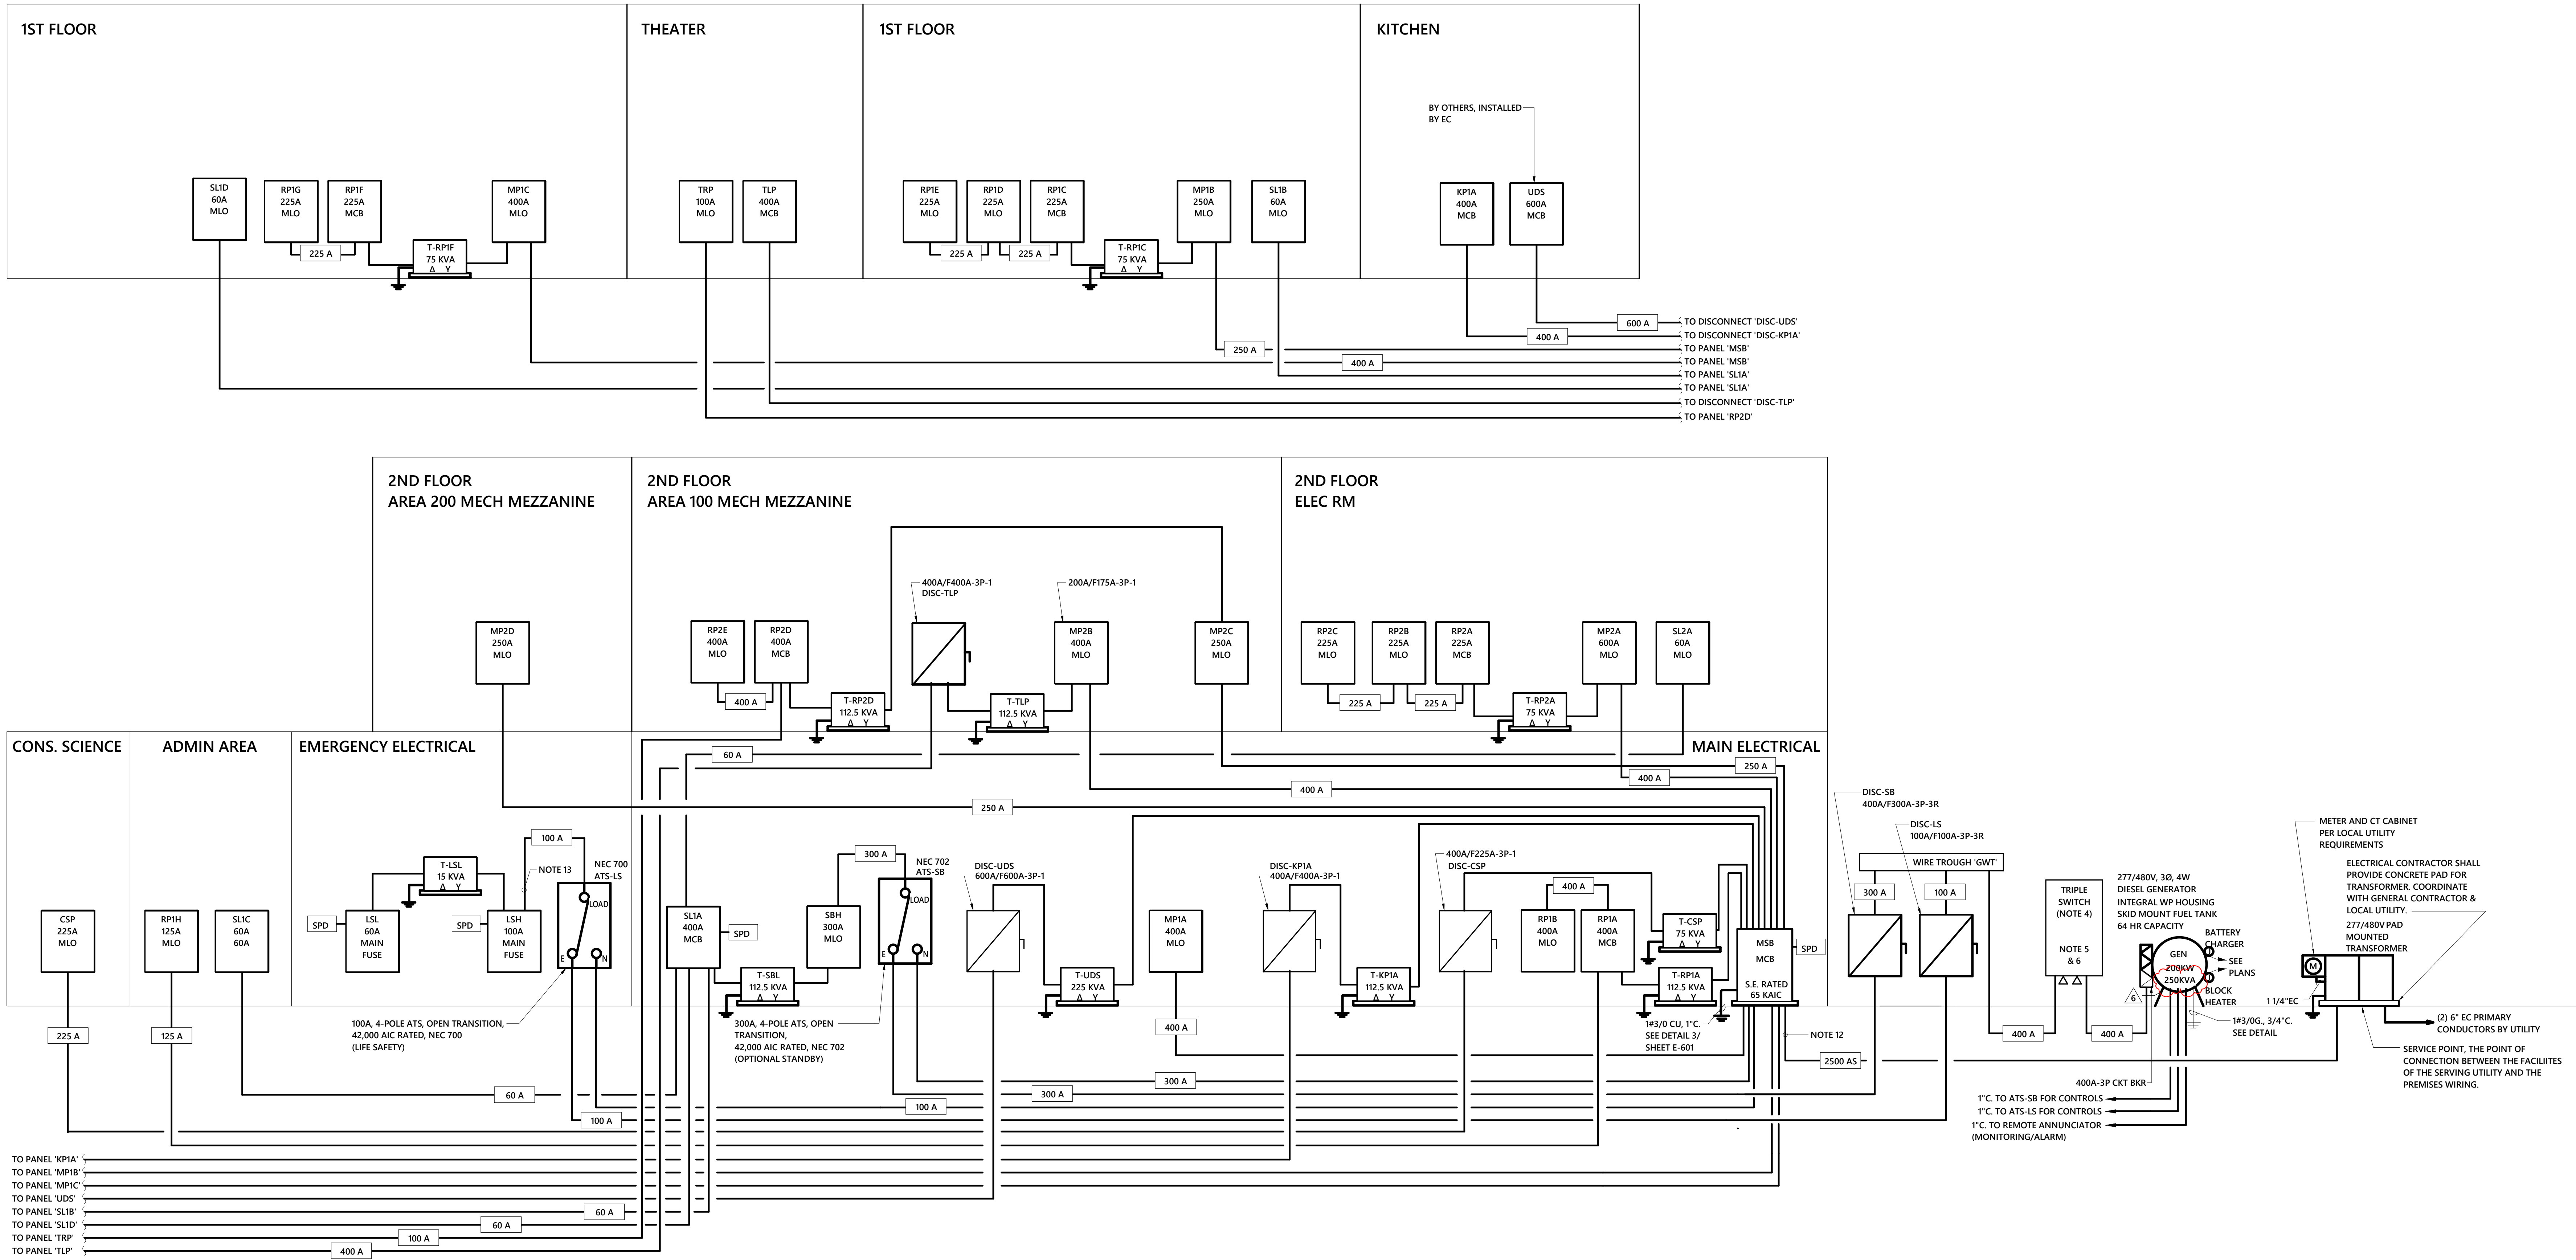 1ST FLOOR
THEATER
1ST FLOOR
KITCHEN
BY OTHERS, INSTALLED
BY EC
SL1D
60A
MLO
RP1G
225A
MLO
RP1F
225A
MCB
225 A
T-RP1F
75 KVA
Δ Y
MP1C
400A
MLO
TRP
100A
MLO
TLP
400A
MCB
RP1E
225A
MLO
RP1D
225A
MLO
RP1C
225A
MCB
225 A
225 A
T-RP1C
75 KVA
Δ Y
MP1B
250A
MLO
SL1B
60A
MLO
KP1A
400A
MCB
UDS
600A
MCB
600 A
TO DISCONNECT 'DISC-UDS'
400 A
TO DISCONNECT 'DISC-KP1A'
250 A
TO PANEL 'MSB'
400 A
TO PANEL 'MSB'
TO PANEL 'SL1A'
TO PANEL 'SL1A'
TO DISCONNECT 'DISC-TLP'
TO PANEL 'RP2D'
2ND FLOOR
AREA 200 MECH MEZZANINE
2ND FLOOR
AREA 100 MECH MEZZANINE
2ND FLOOR
ELEC RM
MP2D
250A
MLO
RP2E
400A
MLO
RP2D
400A
MCB
400 A
T-RP2D
112.5 KVA
Δ Y
400A/F400A-3P-1
DISC-TLP
T-TLP
112.5 KVA
Δ Y
200A/F175A-3P-1
MP2B
400A
MLO
MP2C
250A
MLO
RP2C
225A
MLO
RP2B
225A
MLO
RP2A
225A
MCB
225 A
225 A
T-RP2A
75 KVA
Δ Y
MP2A
600A
MLO
SL2A
60A
MLO
CONS. SCIENCE
ADMIN AREA
EMERGENCY ELECTRICAL
MAIN ELECTRICAL
60 A
250 A
400 A
400 A
250 A
CSP
225A
MLO
RP1H
125A
MLO
SL1C
60A
60A
SPD
LSL
60A
MAIN
FUSE
T-LSL
15 KVA
Δ Y
SPD
LSH
100A
MAIN
FUSE
100 A
NOTE 13
NEC 700
ATS-LS
LOAD
E
N
SL1A
400A
MCB
SPD
T-SBL
112.5 KVA
Δ Y
SBH
300A
MLO
300 A
NEC 702
ATS-SB
LOAD
E
N
DISC-UDS
600A/F600A-3P-1
T-UDS
225 KVA
Δ Y
MP1A
400A
MLO
DISC-KP1A
400A/F400A-3P-1
T-KP1A
112.5 KVA
Δ Y
400A/F225A-3P-1
DISC-CSP
RP1B
400A
MLO
400 A
RP1A
400A
MCB
T-CSP
75 KVA
Δ Y
T-RP1A
112.5 KVA
Δ Y
MSB
MCB
S.E. RATED
65 KAIC
SPD
DISC-SB
400A/F300A-3P-3R
DISC-LS
100A/F100A-3P-3R
WIRE TROUGH 'GWT'
300 A
100 A
TRIPLE
SWITCH
(NOTE 4)
NOTE 5
& 6
277/480V, 3Ø, 4W
DIESEL GENERATOR
INTEGRAL WP HOUSING
SKID MOUNT FUEL TANK
64 HR CAPACITY
GEN
200KW
250KVA
BATTERY
CHARGER
SEE
PLANS
BLOCK
HEATER
6
METER AND CT CABINET
PER LOCAL UTILITY
REQUIREMENTS
ELECTRICAL CONTRACTOR SHALL
PROVIDE CONCRETE PAD FOR
TRANSFORMER. COORDINATE
WITH GENERAL CONTRACTOR &
LOCAL UTILITY.
277/480V PAD
MOUNTED
TRANSFORMER
M
1 1/4"EC
225 A
125 A
100A, 4-POLE ATS, OPEN TRANSITION,
42,000 AIC RATED, NEC 700
(LIFE SAFETY)
300A, 4-POLE ATS, OPEN
TRANSITION,
42,000 AIC RATED, NEC 702
(OPTIONAL STANDBY)
400 A
1#3/0 CU, 1"C.
SEE DETAIL 3/
SHEET E-601
NOTE 12
2500 AS
400 A
400 A
1#3/0G., 3/4"C.
SEE DETAIL
(2) 6" EC PRIMARY
CONDUCTORS BY UTILITY
SERVICE POINT, THE POINT OF
CONNECTION BETWEEN THE FACILIITES
OF THE SERVING UTILITY AND THE
PREMISES WIRING.
400A-3P CKT BKR
1"C. TO ATS-SB FOR CONTROLS
1"C. TO ATS-LS FOR CONTROLS
1"C. TO REMOTE ANNUNCIATOR
(MONITORING/ALARM)
300 A
60 A
300 A
100 A
100 A
TO PANEL 'KP1A'
TO PANEL 'MP1B'
TO PANEL 'MP1C'
TO PANEL 'UDS'
TO PANEL 'SL1B'
60 A
TO PANEL 'SL1D'
60 A
TO PANEL 'TRP'
100 A
TO PANEL 'TLP'
400 A